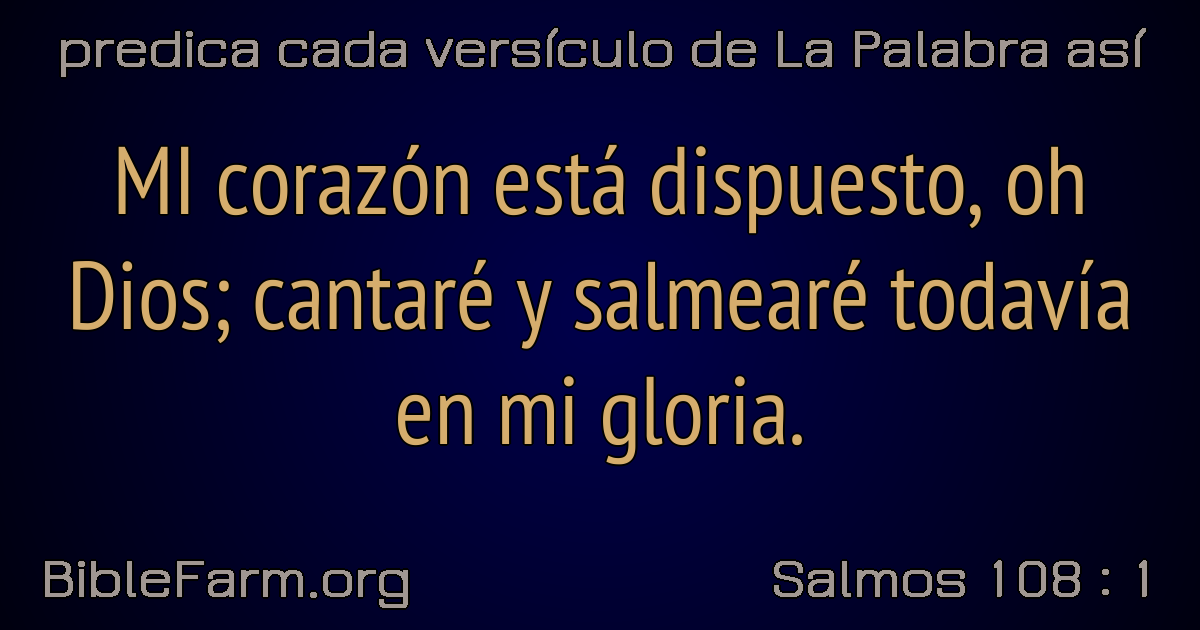 predica cada versículo de La Palabra así
MI corazón está dispuesto, oh
Dios; cantaré y salmearé todavía
en mi gloria.
BibleFarm.org
Salmos 108 : 1